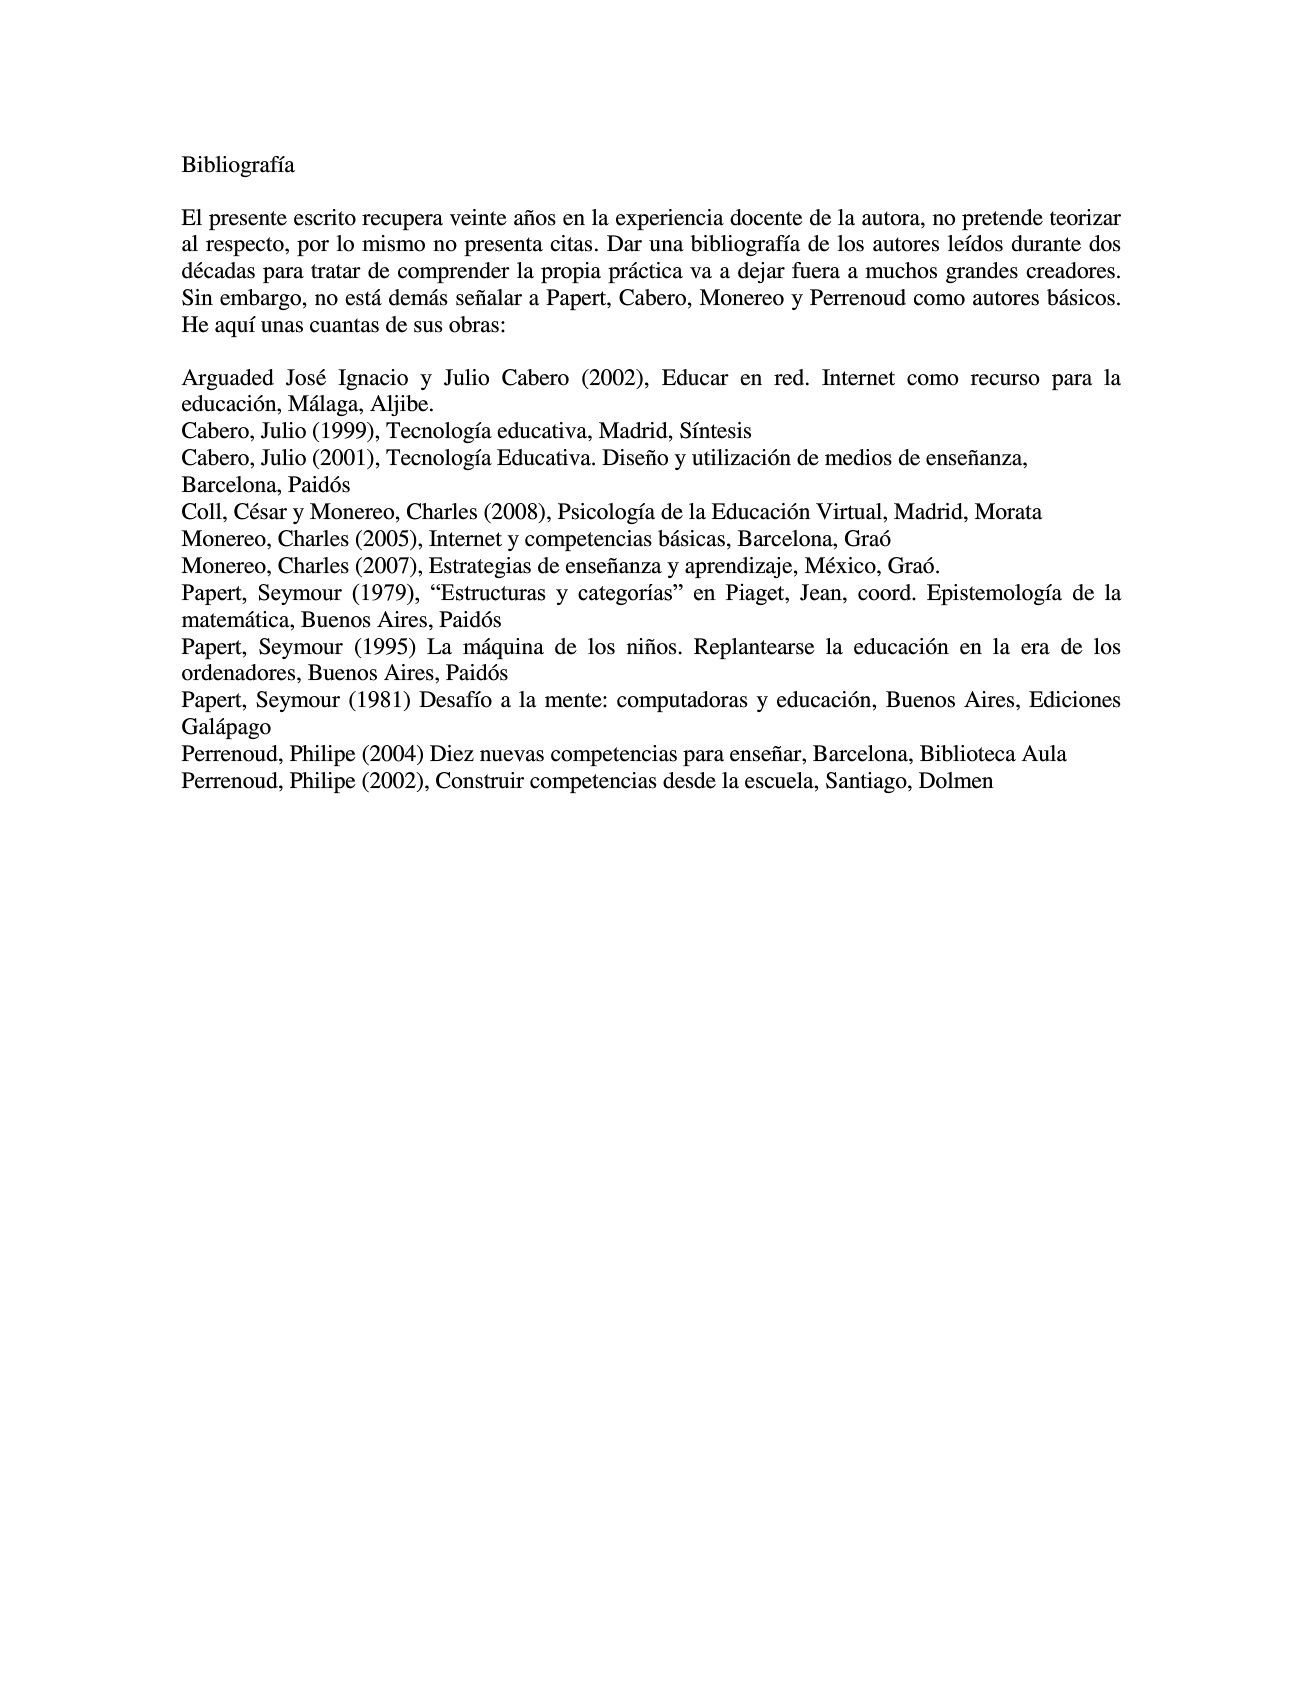 Bibliografía
El presente escrito recupera veinte años en la experiencia docente de la autora, no pretende teorizar
al respecto, por lo mismo no presenta citas. Dar una bibliografía de los autores leídos durante dos
décadas para tratar de comprender la propia práctica va a dejar fuera a muchos grandes creadores.
Sin embargo, no está demás señalar a Papert, Cabero, Monereo y Perrenoud como autores básicos.
He aquí unas cuantas de sus obras:
Arguaded José Ignacio y Julio Cabero (2002), Educar en red. Internet como recurso para la
educación, Málaga, Aljibe.
Cabero, Julio (1999), Tecnología educativa, Madrid, Síntesis
Cabero, Julio (2001), Tecnología Educativa. Diseño y utilización de medios de enseñanza,
Barcelona, Paidós
Coll, César y Monereo, Charles (2008), Psicología de la Educación Virtual, Madrid, Morata
Monereo, Charles (2005), Internet y competencias básicas, Barcelona, Graó
Monereo, Charles (2007), Estrategias de enseñanza y aprendizaje, México, Graó.
Papert, Seymour (1979), “Estructuras y categorías” en Piaget, Jean, coord. Epistemología de la
matemática, Buenos Aires, Paidós
Papert, Seymour (1995) La máquina de los niños. Replantearse la educación en la era de los
ordenadores, Buenos Aires, Paidós
Papert, Seymour (1981) Desafío a la mente: computadoras y educación, Buenos Aires, Ediciones
Galápago
Perrenoud, Philipe (2004) Diez nuevas competencias para enseñar, Barcelona, Biblioteca Aula
Perrenoud, Philipe (2002), Construir competencias desde la escuela, Santiago, Dolmen